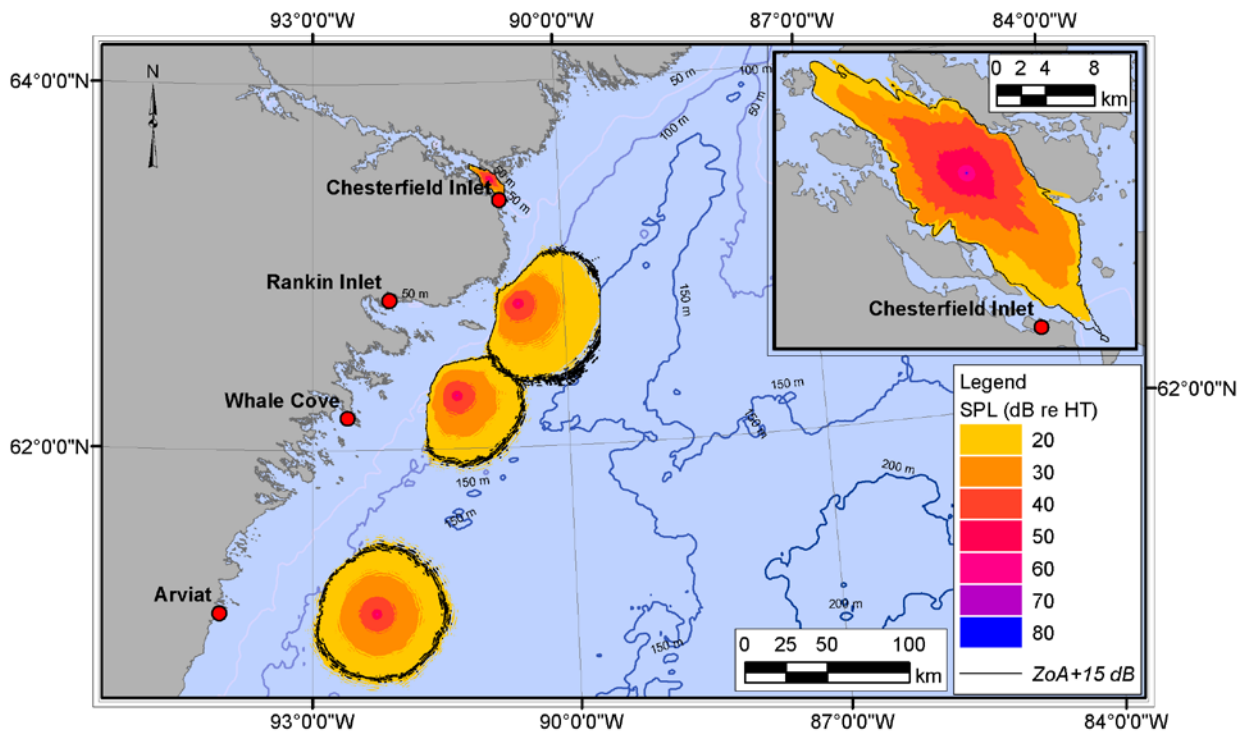 93°0'0"W 90°0'0"W 87°0'0"W 84°0'0"W
64°0'0"N
N
50 m
100 m
50 m
100 m
0 2 4 8
km
Chesterfield Inlet
50 m
50 m
Chesterfield Inlet
Rankin Inlet
50 m
150 m
Whale Cove
150 m
150 m
62°0'0"N
62°0'0"N
150 m
150 m
200 m
200 m
150 m
Arviat
0 25 50 100
km
Legend
SPL (dB re HT)
20
30
40
50
60
70
80
ZoA+15 dB
93°0'0"W 90°0'0"W 87°0'0"W 84°0'0"W